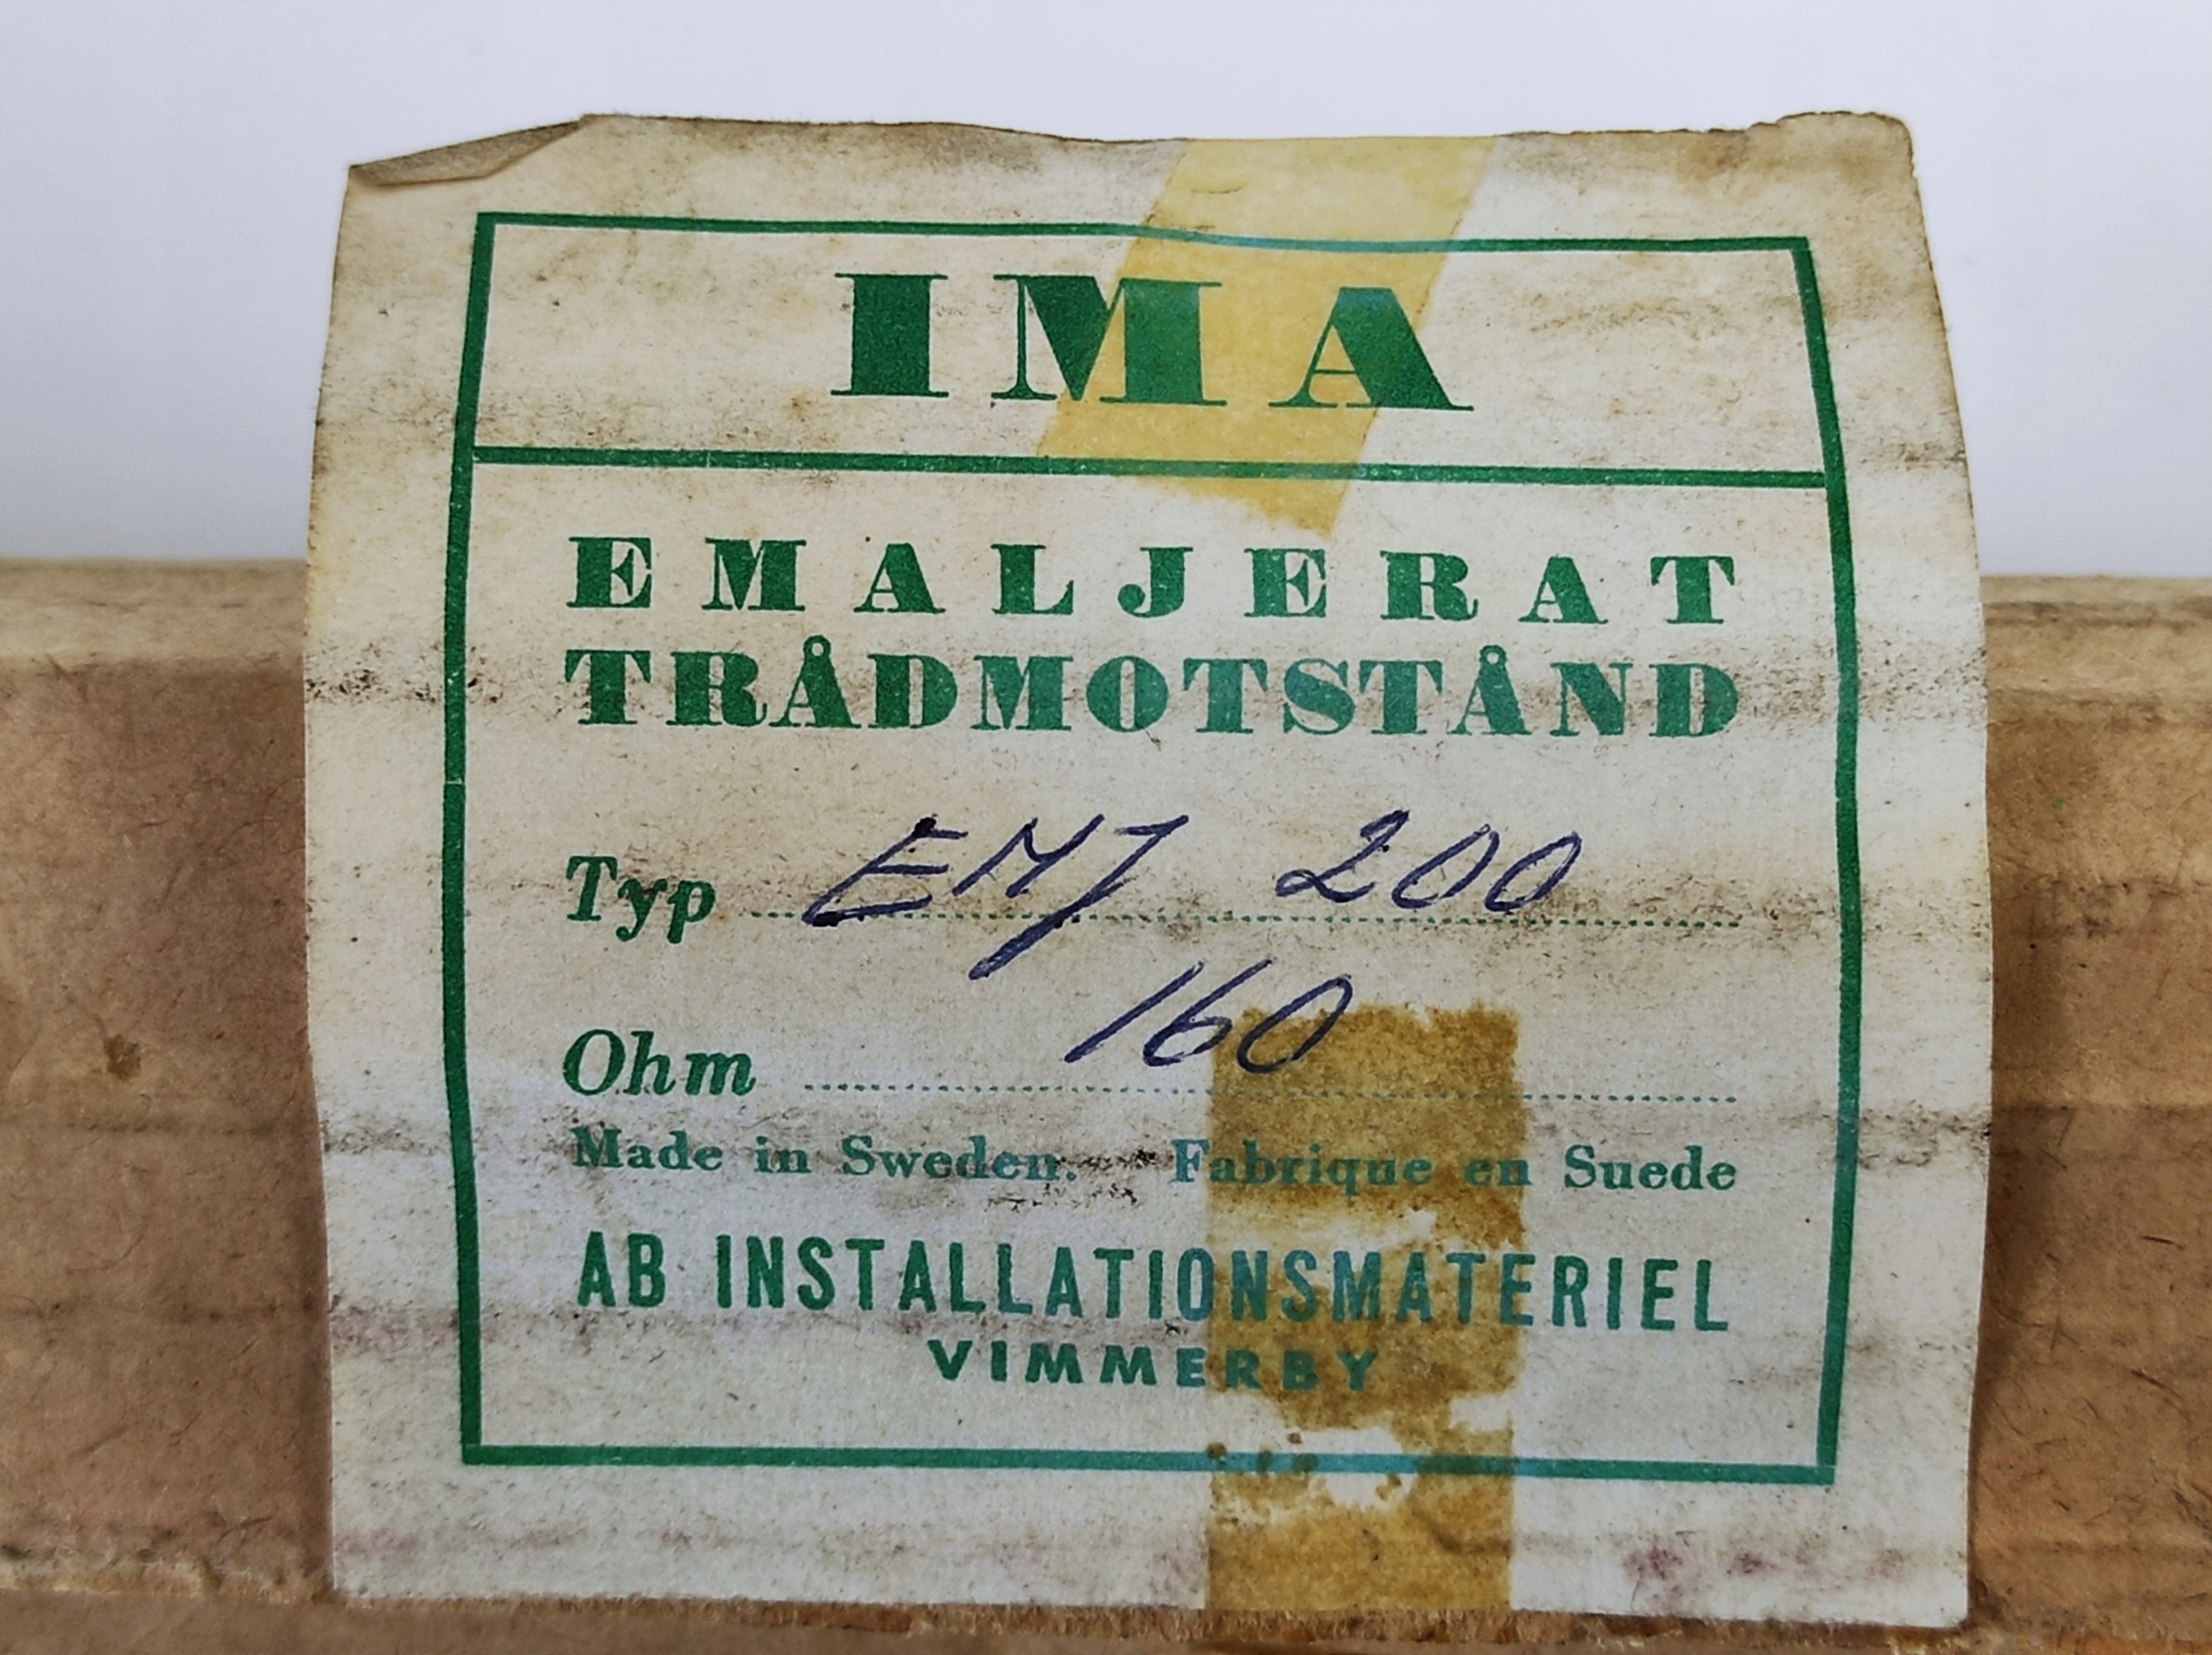 IMA
EMALJERAT
TRÅDMOTSTÅND
Typ EMJ 200
Ohm 160
Made in Sweden. Fabrique en Suede
AB INSTALLATIONSMATERIEL
VIMMERBY